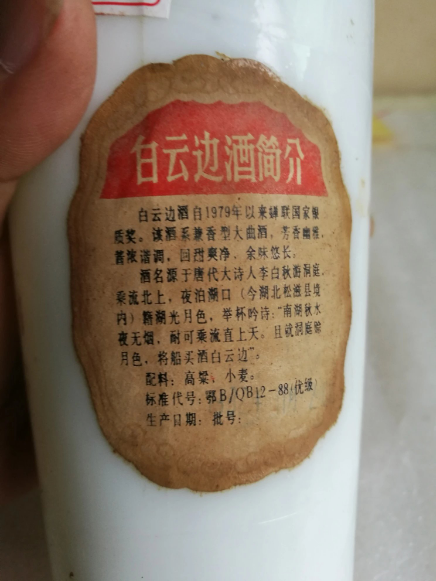 白云边酒简介
白云边酒自1979年以来蝉联国家银
质奖。该酒系兼香型大曲酒，芳香幽雅，
酱浓谐调，回甜爽净，余味悠长。
酒名源于唐代大诗人李白秋游洞庭，
乘流北上，夜泊湖口（今湖北松滋县境
内）髂湖光月色，举杯吟诗：“南湖秋水
夜无烟，耐可乘流直上天。且就洞庭赊
月色，将船买酒白云边”。
配料：高粱、小麦。
标准代号：鄂B/QB12-88（优级）
生产日期：批号：